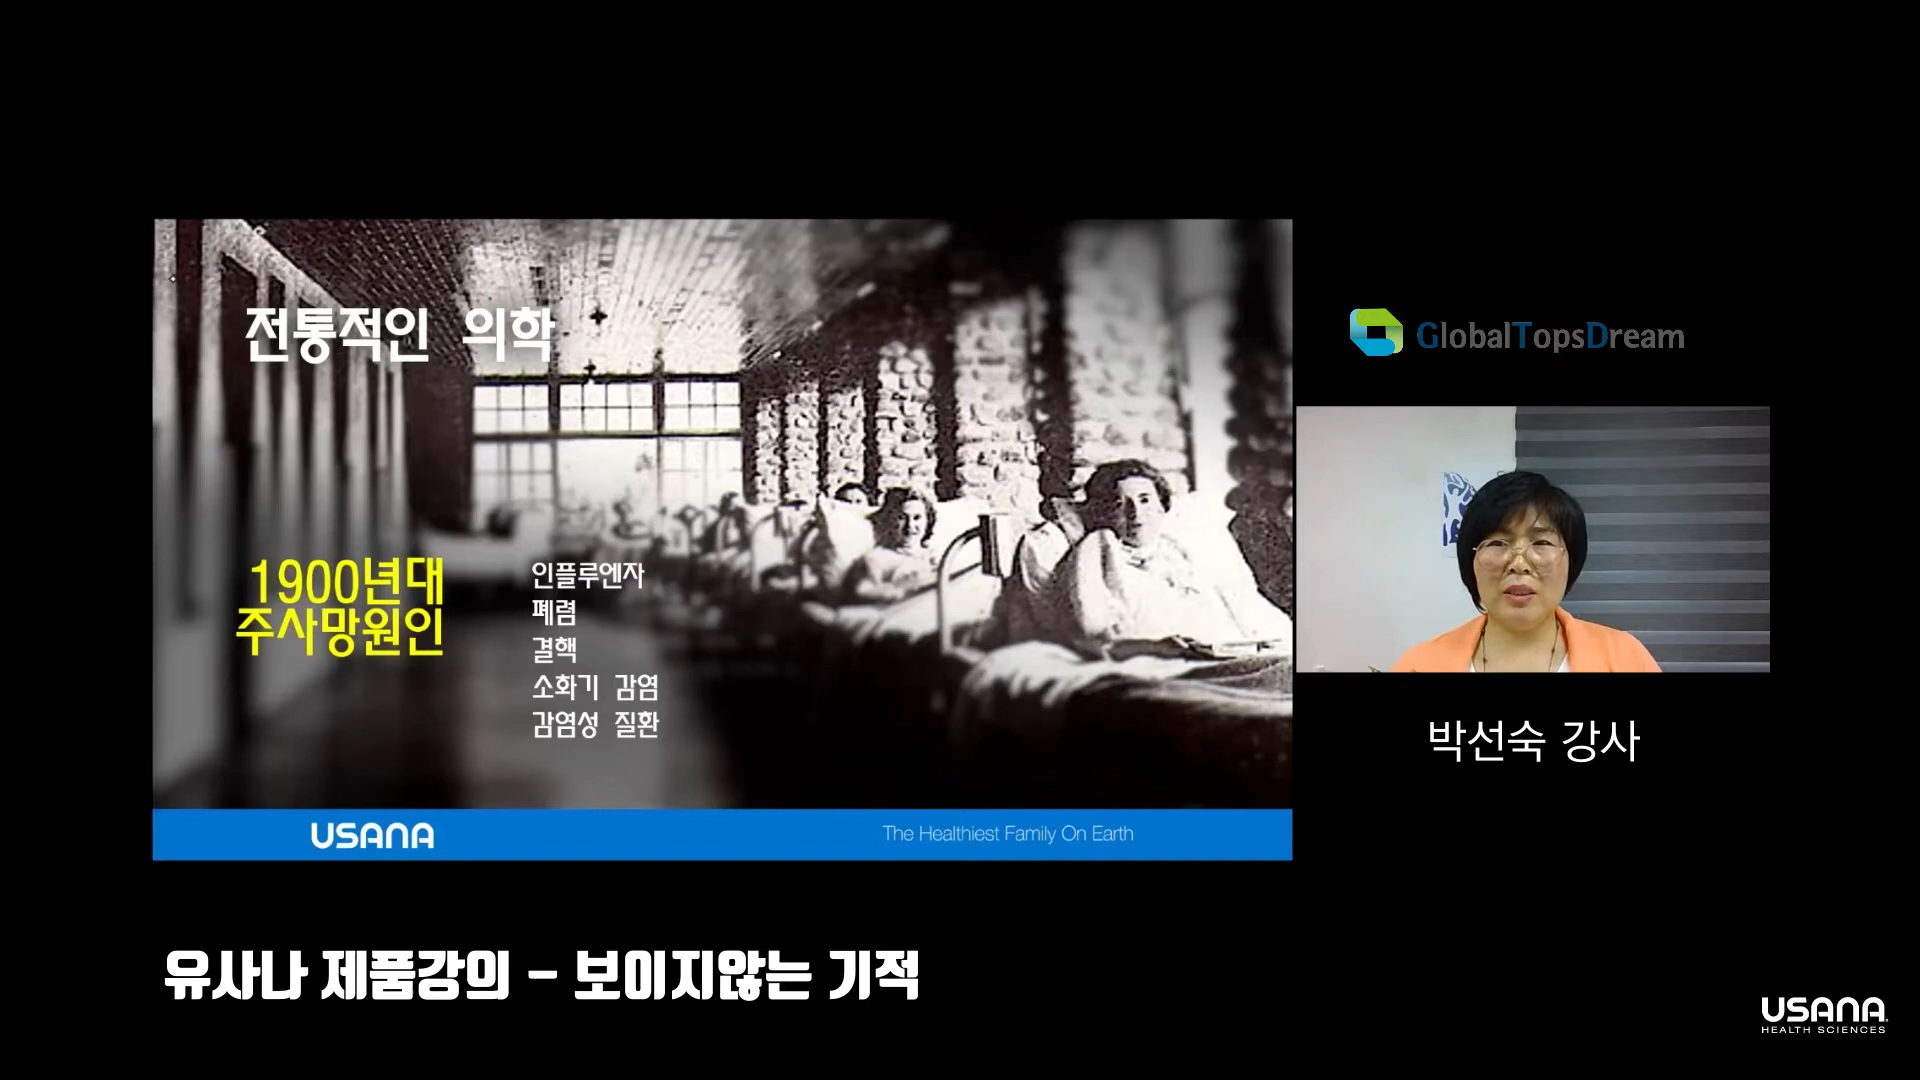 전통적인 의학
1900년대
주사망원인
인플루엔자
폐렴
결핵
소화기 감염
감염성 질환
USANA
The Healthiest Family On Earth
GlobalTopsDream
박선숙 강사
유사나 제품강의 - 보이지않는 기적
USANA
HEALTH SCIENCES